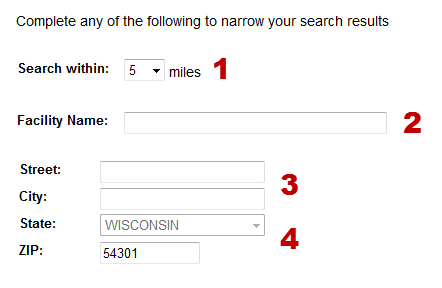 Complete any of the following to narrow your search results
Search within: 5 miles 1
Facility Name: 2
Street:
3
City:
State: WISCONSIN
4
ZIP: 54301